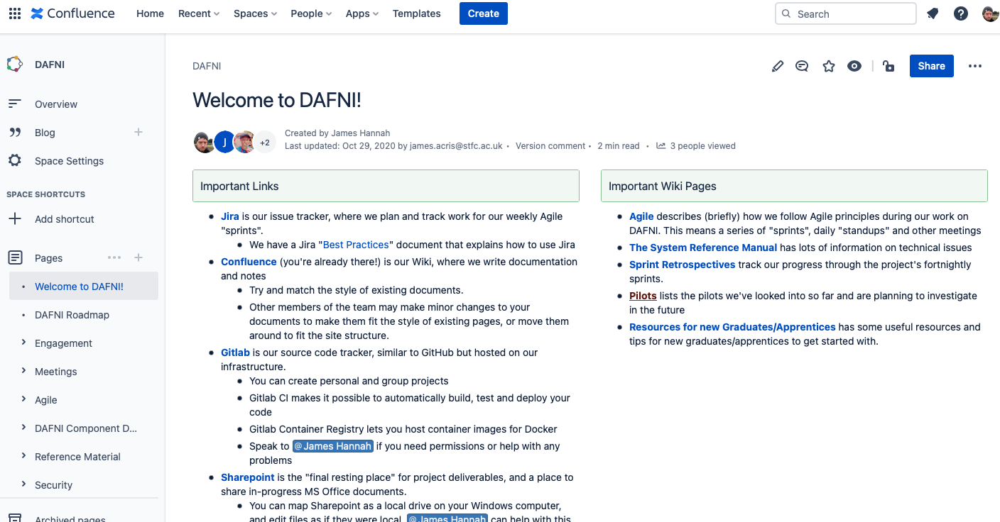 Confluence Home Recent Spaces People Apps Templates Create Search
DAFNI
Overview
Blog
Space Settings
SPACE SHORTCUTS
Add shortcut
Pages
Welcome to DAFNI!
DAFNI Roadmap
Engagement
Meetings
Agile
DAFNI Component D...
Reference Material
Security
Archived pages
DAFNI
Share
Welcome to DAFNI!
J +2
Created by James Hannah
Last updated: Oct 29, 2020 by james.acris@stfc.ac.uk • Version comment • 2 min read • 3 people viewed
Important Links
• Jira is our issue tracker, where we plan and track work for our weekly Agile
"sprints".
• We have a Jira "Best Practices" document that explains how to use Jira
• Confluence (you're already there!) is our Wiki, where we write documentation
and notes
• Try and match the style of existing documents.
• Other members of the team may make minor changes to your
documents to make them fit the style of existing pages, or move them
around to fit the site structure.
• Gitlab is our source code tracker, similar to GitHub but hosted on our
infrastructure.
• You can create personal and group projects
• Gitlab CI makes it possible to automatically build, test and deploy your
code
• Gitlab Container Registry lets you host container images for Docker
• Speak to @James Hannah if you need permissions or help with any
problems
• Sharepoint is the "final resting place" for project deliverables, and a place to
share in-progress MS Office documents.
• You can map Sharepoint as a local drive on your Windows computer,
and edit files as if they were local. @James Hannah can help with this
Important Wiki Pages
• Agile describes (briefly) how we follow Agile principles during our work on
DAFNI. This means a series of "sprints", daily "standups" and other meetings
• The System Reference Manual has lots of information on technical issues
• Sprint Retrospectives track our progress through the project's fortnightly
sprints.
• Pilots lists the pilots we've looked into so far and are planning to investigate
in the future
• Resources for new Graduates/Apprentices has some useful resources and
tips for new graduates/apprentices to get started with.